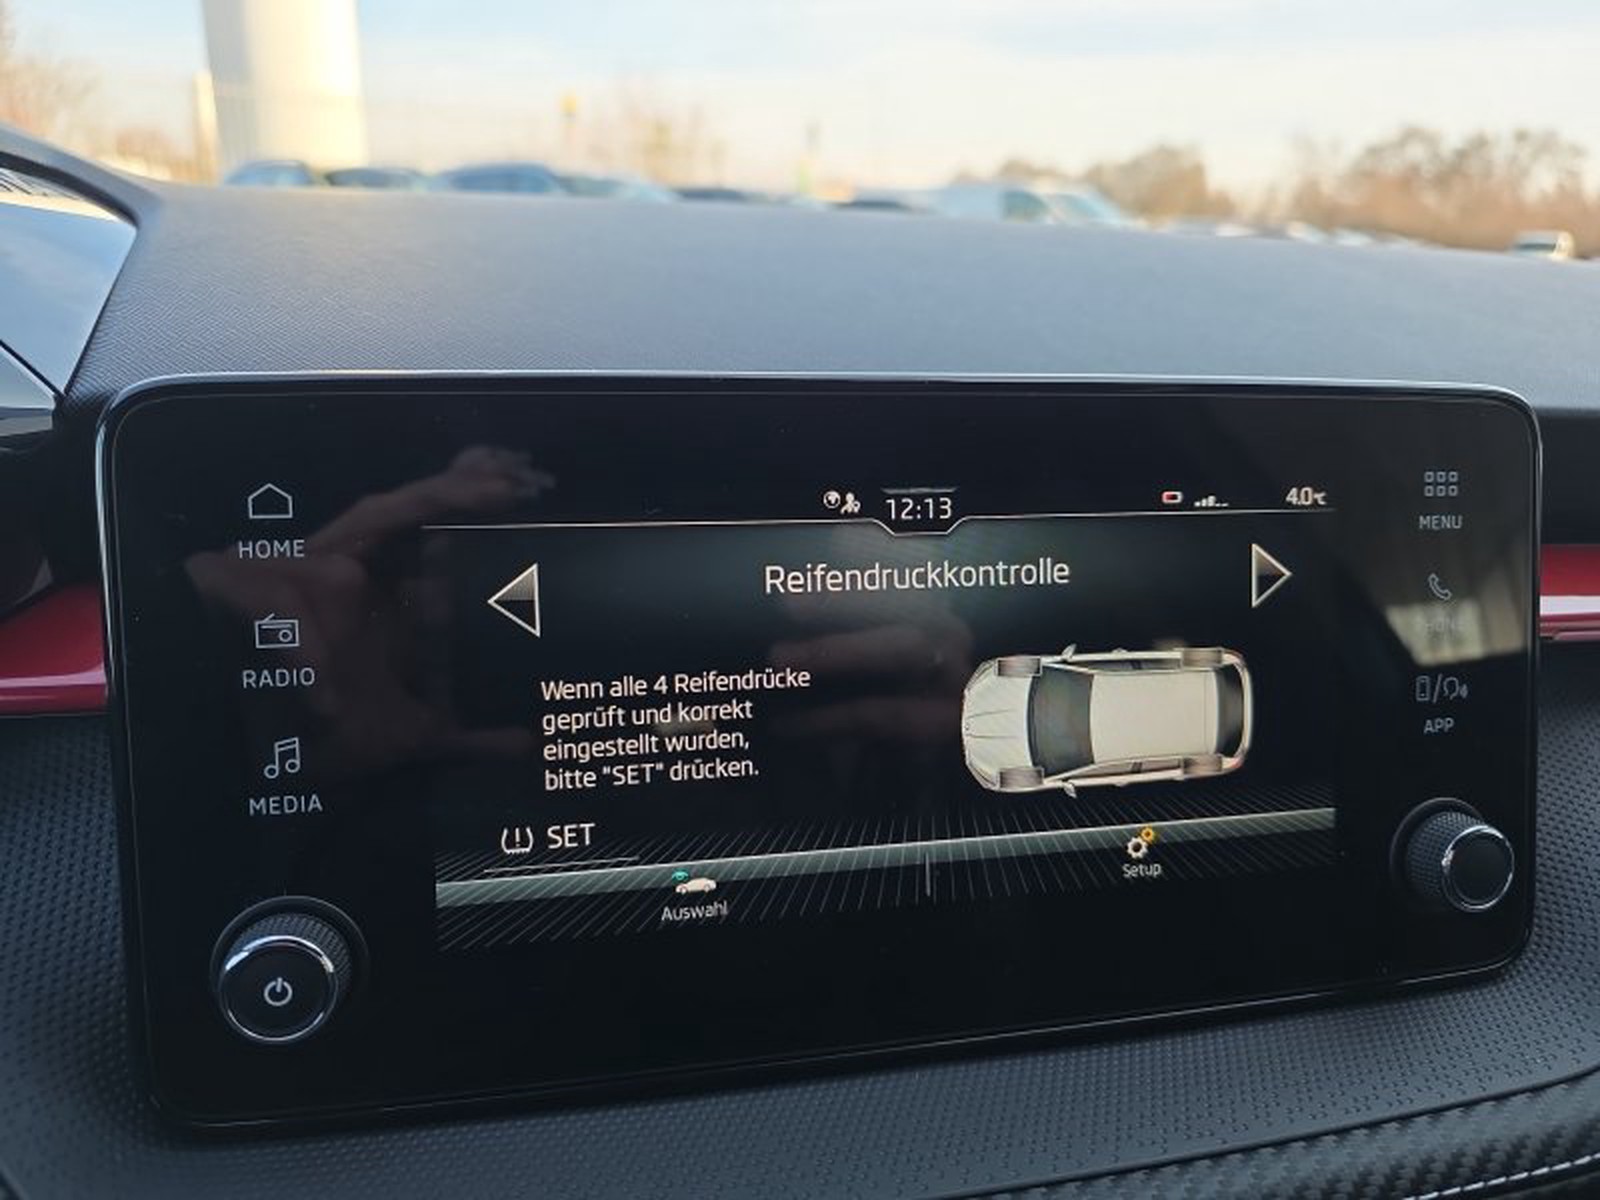 12:13
4.0°C
HOME
RADIO
MEDIA
Reifendruckkontrolle
Wenn alle 4 Reifendrücke
geprüft und korrekt
eingestellt wurden,
bitte "SET" drücken.
SET
Auswahl
Setup
MENU
PHONE
APP